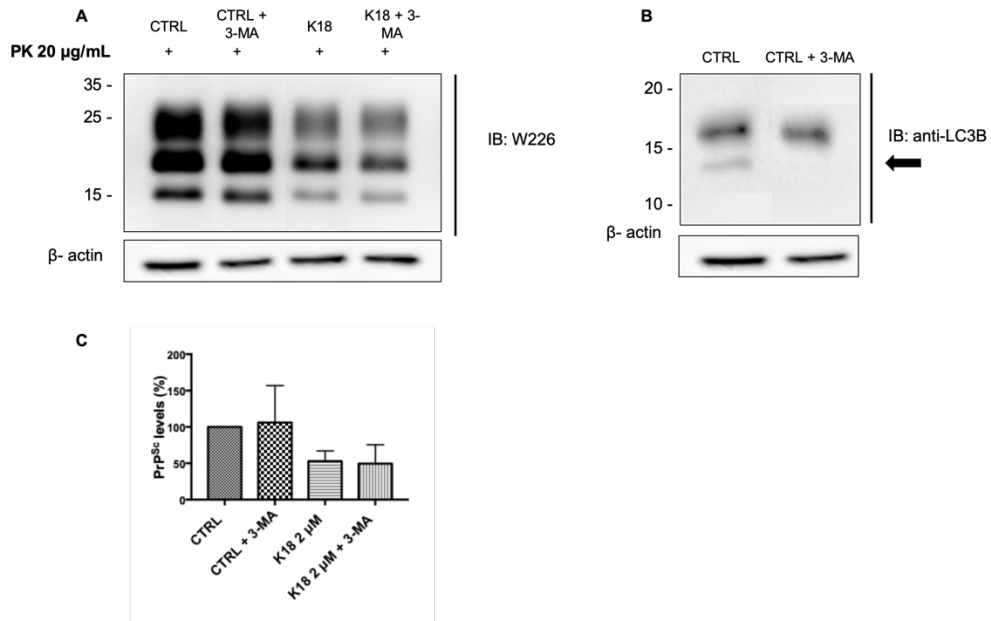 A
CTRL
CTRL +
3-MA
K18
K18 + 3-
MA
PK 20 µg/mL
+ + + +
35 -
25 -
15 -
IB: W226
β- actin
B
CTRL CTRL + 3-MA
20 -
15 -
10 -
IB: anti-LC3B
β- actin
C
PrPSc levels (%)
200
150
100
50
0
CTRL
CTRL + 3-MA
K18 2 µM
K18 2 µM + 3-MA